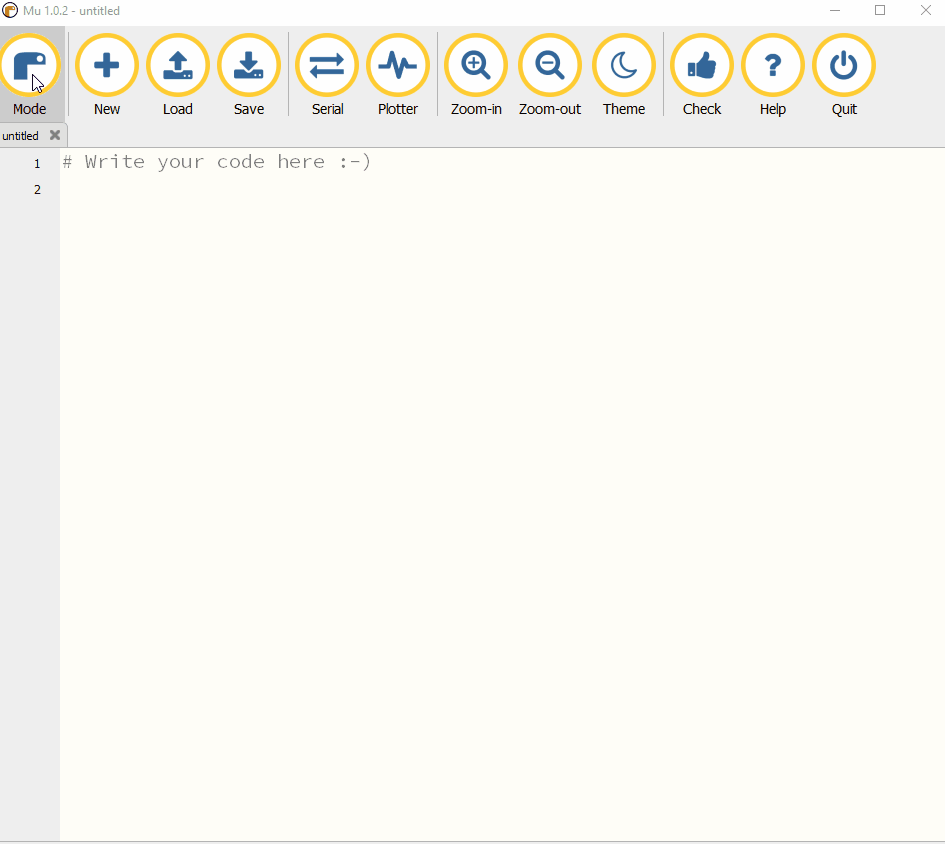 Mu 1.0.2 - untitled
Mode New Load Save Serial Plotter Zoom-in Zoom-out Theme Check Help Quit
untitled
1 # Write your code here :-)
2